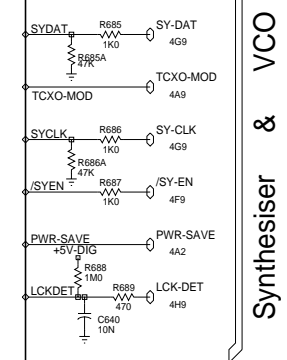 SYDAT
R685
1K0
SY-DAT
4G9
R685A
47K
TCXO-MOD
TCXO-MOD
4A9
SYCLK
R686
1K0
SY-CLK
4G9
R686A
47K
/SYEN
R687
1K0
/SY-EN
4F9
PWR-SAVE
PWR-SAVE
4A2
+5V-DIG
R688
1M0
LCKDET
R689
470
LCK-DET
4H9
C640
10N
Synthesiser & VCO